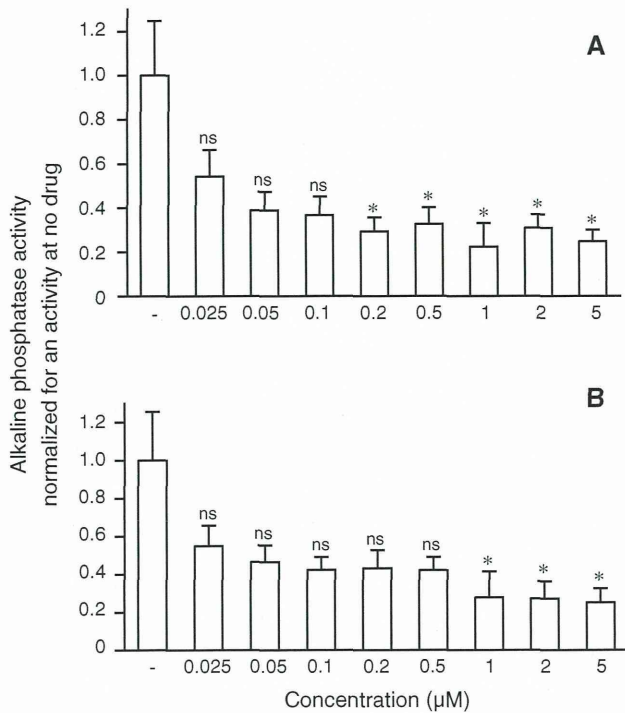 Alkaline phosphatase activity
normalized for an activity at no drug
A
1.2
1.0
0.8
0.6
0.4
0.2
0
ns
ns
ns
*
*
*
*
*
- 0.025 0.05 0.1 0.2 0.5 1 2 5
B
1.2
1.0
0.8
0.6
0.4
0.2
0
ns
ns
ns
ns
ns
*
*
*
- 0.025 0.05 0.1 0.2 0.5 1 2 5
Concentration (µM)